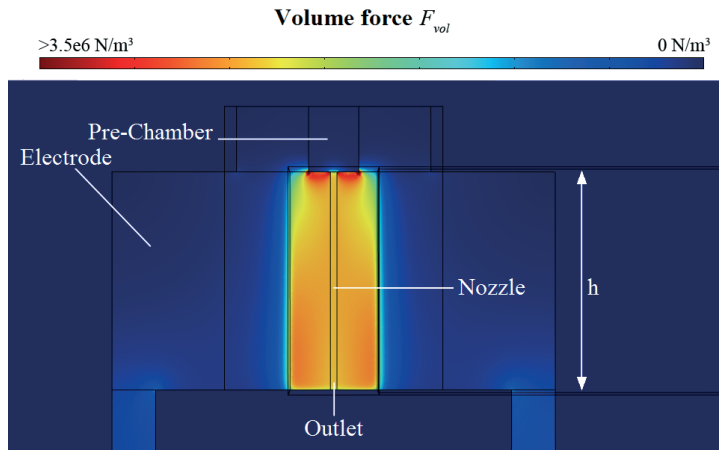 Volume force F_vol
>3.5e6 N/m³ 0 N/m³
Pre-Chamber
Electrode
Nozzle
h
Outlet